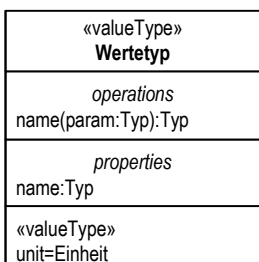 «valueType»
Wertetyp
operations
name(param:Typ):Typ
properties
name:Typ
«valueType»
unit=Einheit